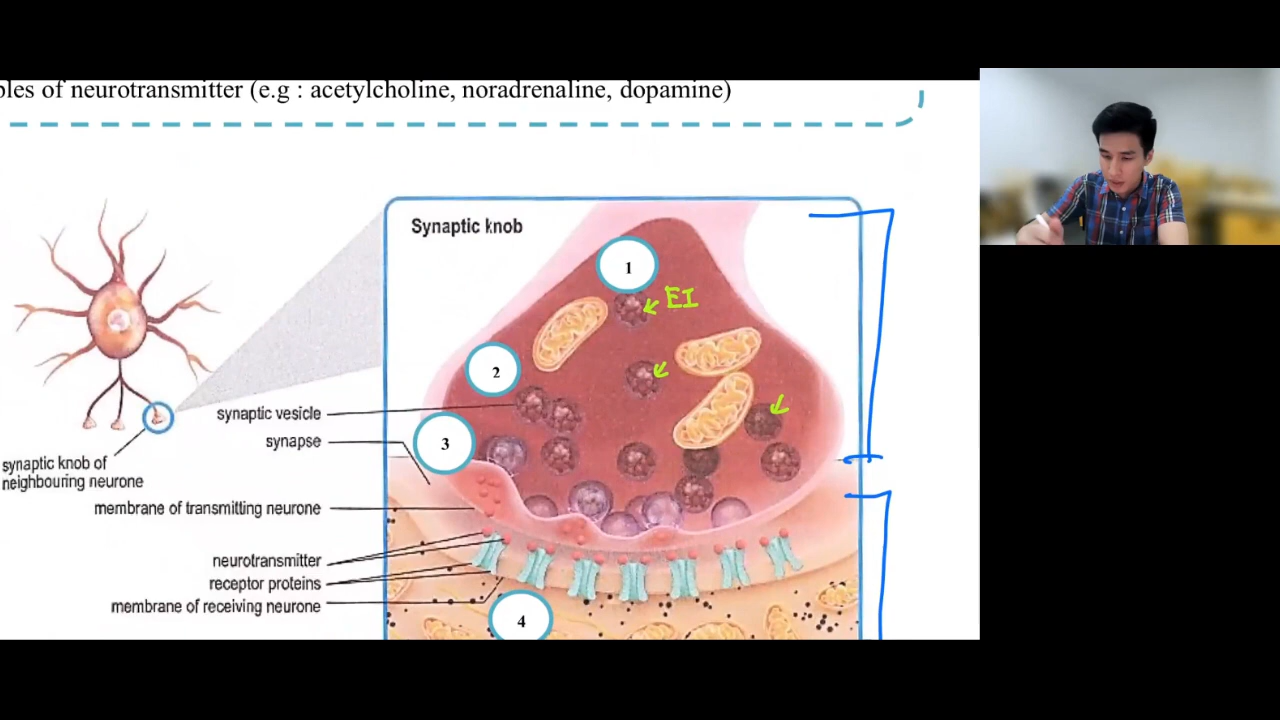 ples of neurotransmitter (e.g : acetylcholine, noradrenaline, dopamine)
Synaptic knob
1
EI
2
synaptic vesicle
synapse
3
synaptic knob of
neighbouring neurone
membrane of transmitting neurone
neurotransmitter
receptor proteins
membrane of receiving neurone
4